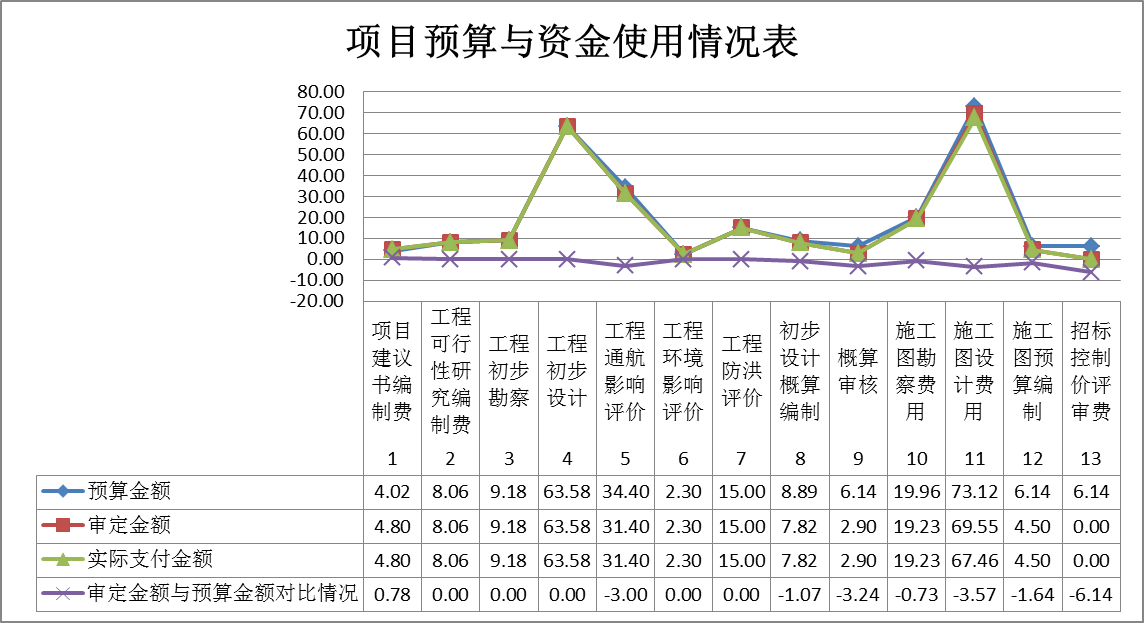 项目预算与资金使用情况表
80.00
70.00
60.00
50.00
40.00
30.00
20.00
10.00
0.00
-10.00
-20.00
项目
建议
书编
制费
1
工程
可行
性研
究编
制费
2
工程
初步
勘察
3
工程
初步
设计
4
工程
通航
影响
评价
5
工程
环境
影响
评价
6
工程
防洪
评价
7
初步
设计
概算
编制
8
概算
审核
9
施工
图勘
察费
用
10
施工
图设
计费
用
11
施工
图预
算编
制
12
招标
控制
价评
审费
13
预算金额 4.02 8.06 9.18 63.58 34.40 2.30 15.00 8.89 6.14 19.96 73.12 6.14 6.14
审定金额 4.80 8.06 9.18 63.58 31.40 2.30 15.00 7.82 2.90 19.23 69.55 4.50 0.00
实际支付金额 4.80 8.06 9.18 63.58 31.40 2.30 15.00 7.82 2.90 19.23 67.46 4.50 0.00
审定金额与预算金额对比情况 0.78 0.00 0.00 0.00 -3.00 0.00 0.00 -1.07 -3.24 -0.73 -3.57 -1.64 -6.14